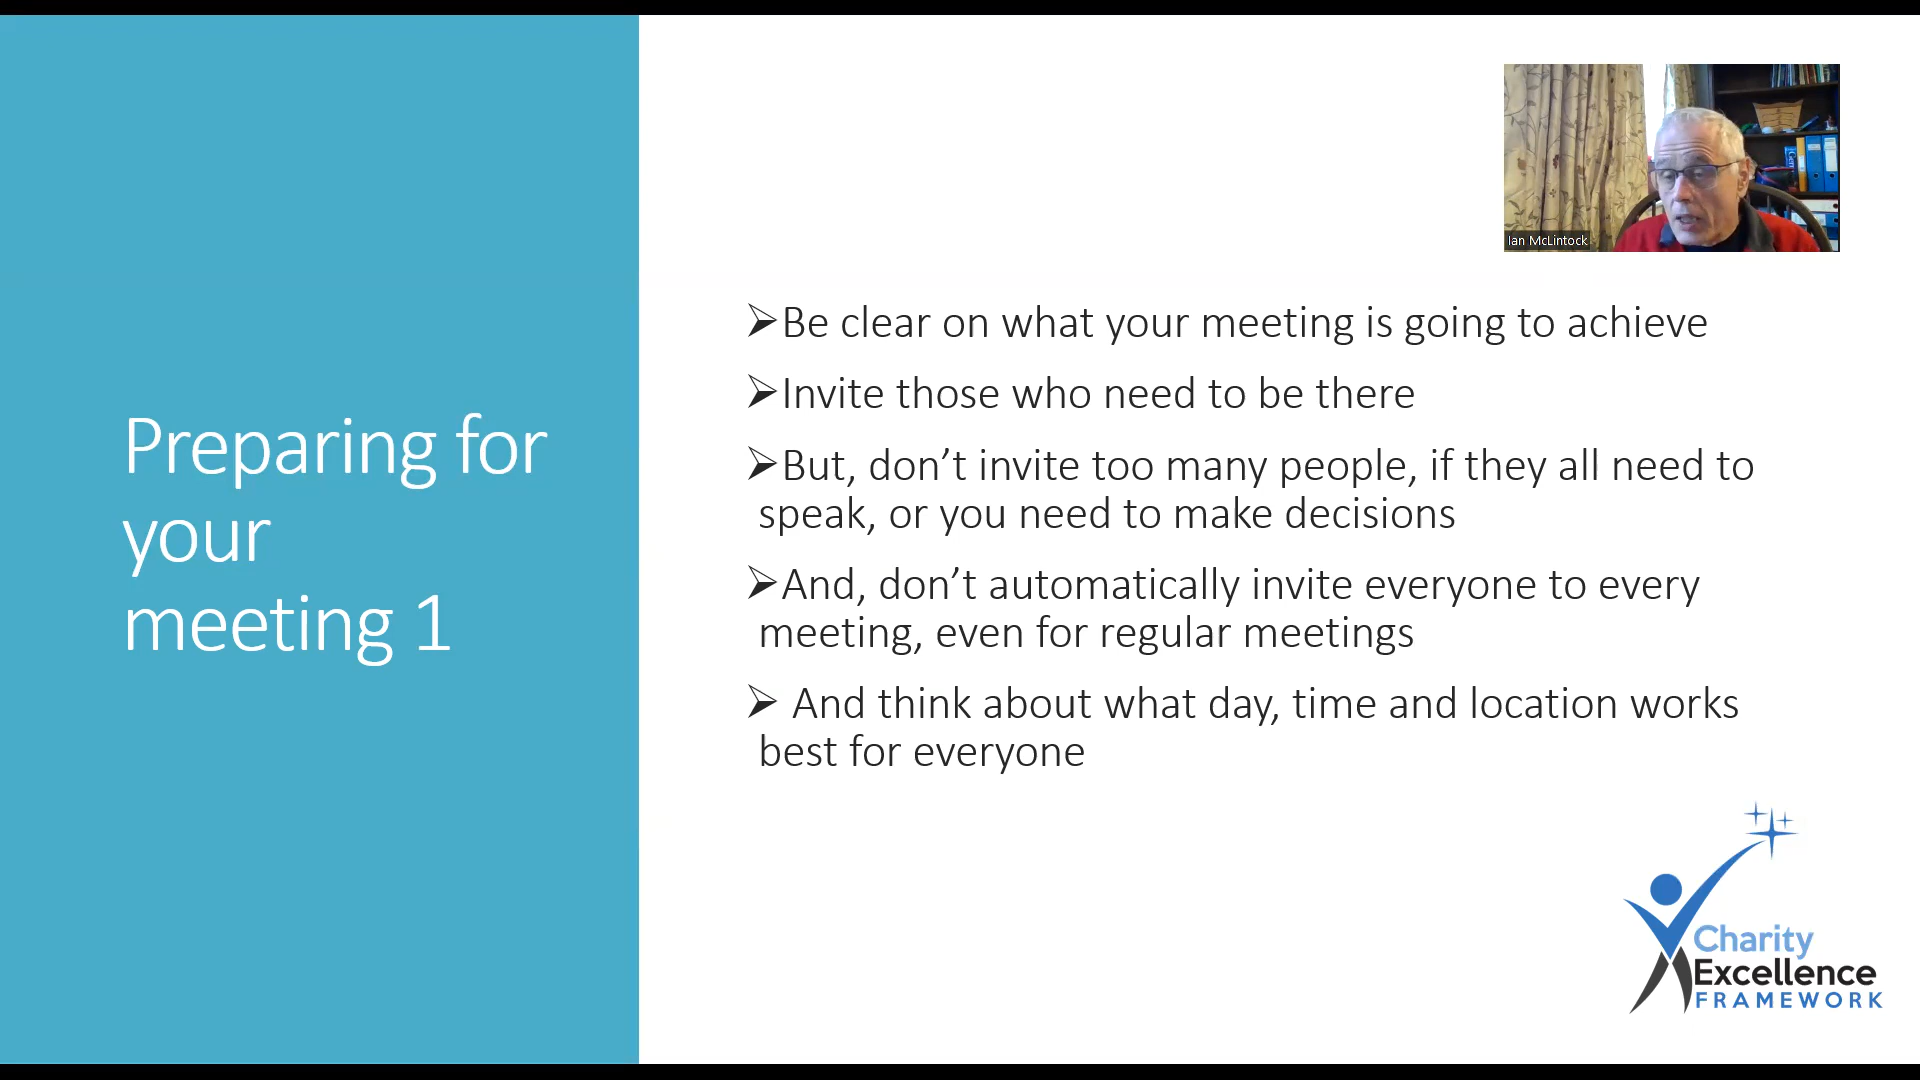 Preparing for
your
meeting 1
Ian McLintock
➢Be clear on what your meeting is going to achieve
➢Invite those who need to be there
➢But, don’t invite too many people, if they all need to
speak, or you need to make decisions
➢And, don’t automatically invite everyone to every
meeting, even for regular meetings
➢ And think about what day, time and location works
best for everyone
Charity
Excellence
FRAMEWORK